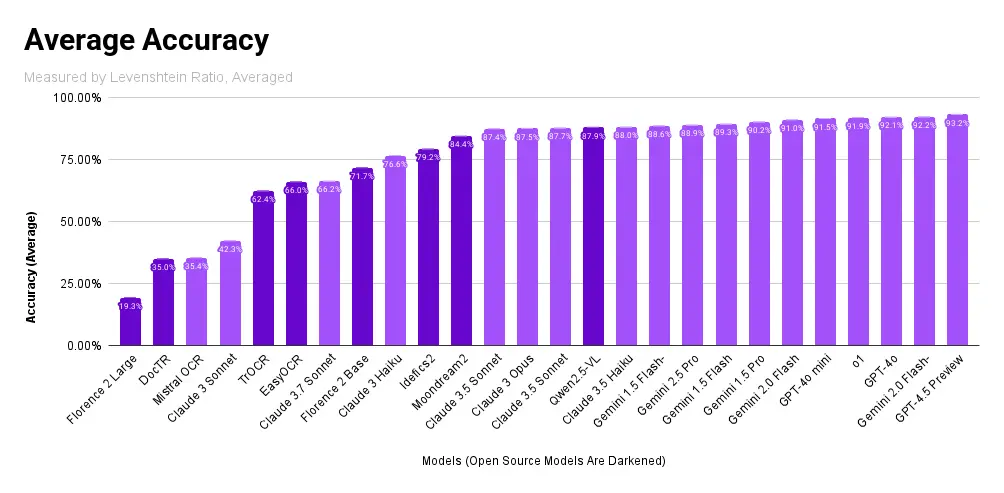 Average Accuracy
Measured by Levenshtein Ratio, Averaged
Accuracy (Average)
100.00%
75.00%
50.00%
25.00%
0.00%
19.3%
35.0%
35.4%
42.3%
62.4%
66.0%
66.2%
71.7%
76.6%
79.2%
84.4%
87.4%
87.5%
87.7%
87.9%
88.0%
88.6%
88.9%
89.3%
90.2%
91.0%
91.5%
91.9%
92.1%
92.2%
93.2%
Florence 2 Large
DocTR
Mistral OCR
Claude 3 Sonnet
TrOCR
EasyOCR
Claude 3.7 Sonnet
Florence 2 Base
Claude 3 Haiku
Idefics2
Moondream2
Claude 3.5 Sonnet
Claude 3 Opus
Claude 3.5 Sonnet
Qwen2.5-VL
Claude 3.5 Haiku
Gemini 1.5 Flash-
Gemini 2.5 Pro
Gemini 1.5 Flash
Gemini 1.5 Pro
Gemini 2.0 Flash
GPT-4o mini
o1
GPT-4o
Gemini 2.0 Flash-
GPT-4.5 Preview
Models (Open Source Models Are Darkened)